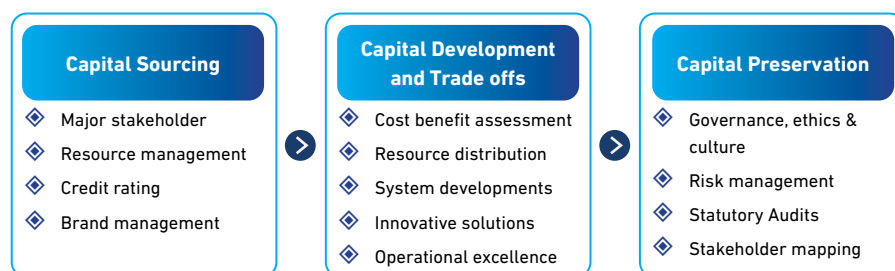 Capital Sourcing
Major stakeholder
Resource management
Credit rating
Brand management
Capital Development
and Trade offs
Cost benefit assessment
Resource distribution
System developments
Innovative solutions
Operational excellence
Capital Preservation
Governance, ethics &
culture
Risk management
Statutory Audits
Stakeholder mapping